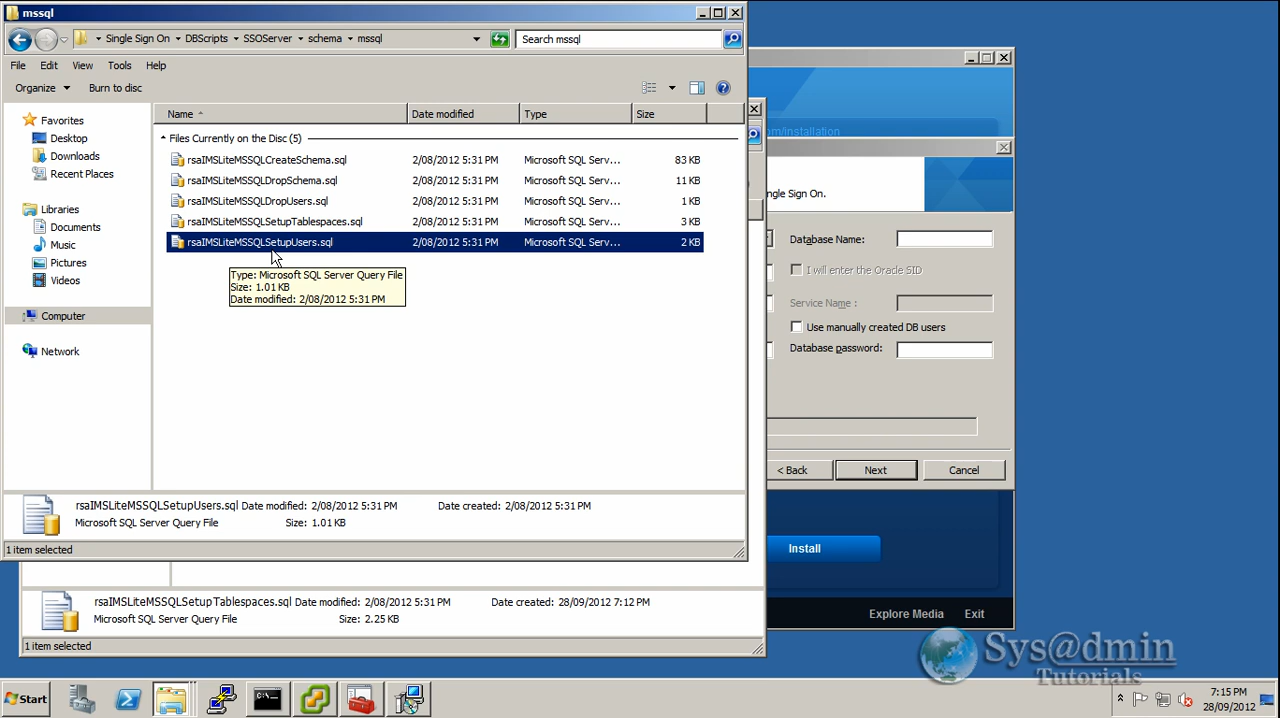 mssql
Single Sign On
DBScripts
SSOServer
schema
mssql
Search mssql
File Edit View Tools Help
Organize Burn to disc
Name Date modified Type Size
Favorites
Desktop
Downloads
Recent Places
Libraries
Documents
Music
Pictures
Videos
Computer
Network
Files Currently on the Disc (5)
rsaIMSLiteMSSQLCreateSchema.sql 2/08/2012 5:31 PM Microsoft SQL Serv... 83 KB
rsaIMSLiteMSSQLDropSchema.sql 2/08/2012 5:31 PM Microsoft SQL Serv... 11 KB
rsaIMSLiteMSSQLDropUsers.sql 2/08/2012 5:31 PM Microsoft SQL Serv... 1 KB
rsaIMSLiteMSSQLSetupTablespaces.sql 2/08/2012 5:31 PM Microsoft SQL Serv... 3 KB
rsaIMSLiteMSSQLSetupUsers.sql 2/08/2012 5:31 PM Microsoft SQL Serv... 2 KB
Type: Microsoft SQL Server Query File
Size: 1.01 KB
Date modified: 2/08/2012 5:31 PM
rsaIMSLiteMSSQLSetupUsers.sql Date modified: 2/08/2012 5:31 PM Date created: 2/08/2012 5:31 PM
Microsoft SQL Server Query File Size: 1.01 KB
1 item selected
rsaIMSLiteMSSQLSetupTablespaces.sql Date modified: 2/08/2012 5:31 PM Date created: 28/09/2012 7:12 PM
Microsoft SQL Server Query File Size: 2.25 KB
1 item selected
m/installation
ngle Sign On.
Database Name:
I will enter the Oracle SID
Service Name :
Use manually created DB users
Database password:
< Back Next Cancel
Install
Explore Media Exit
Sys@dmin
Tutorials
Start
7:15 PM
28/09/2012